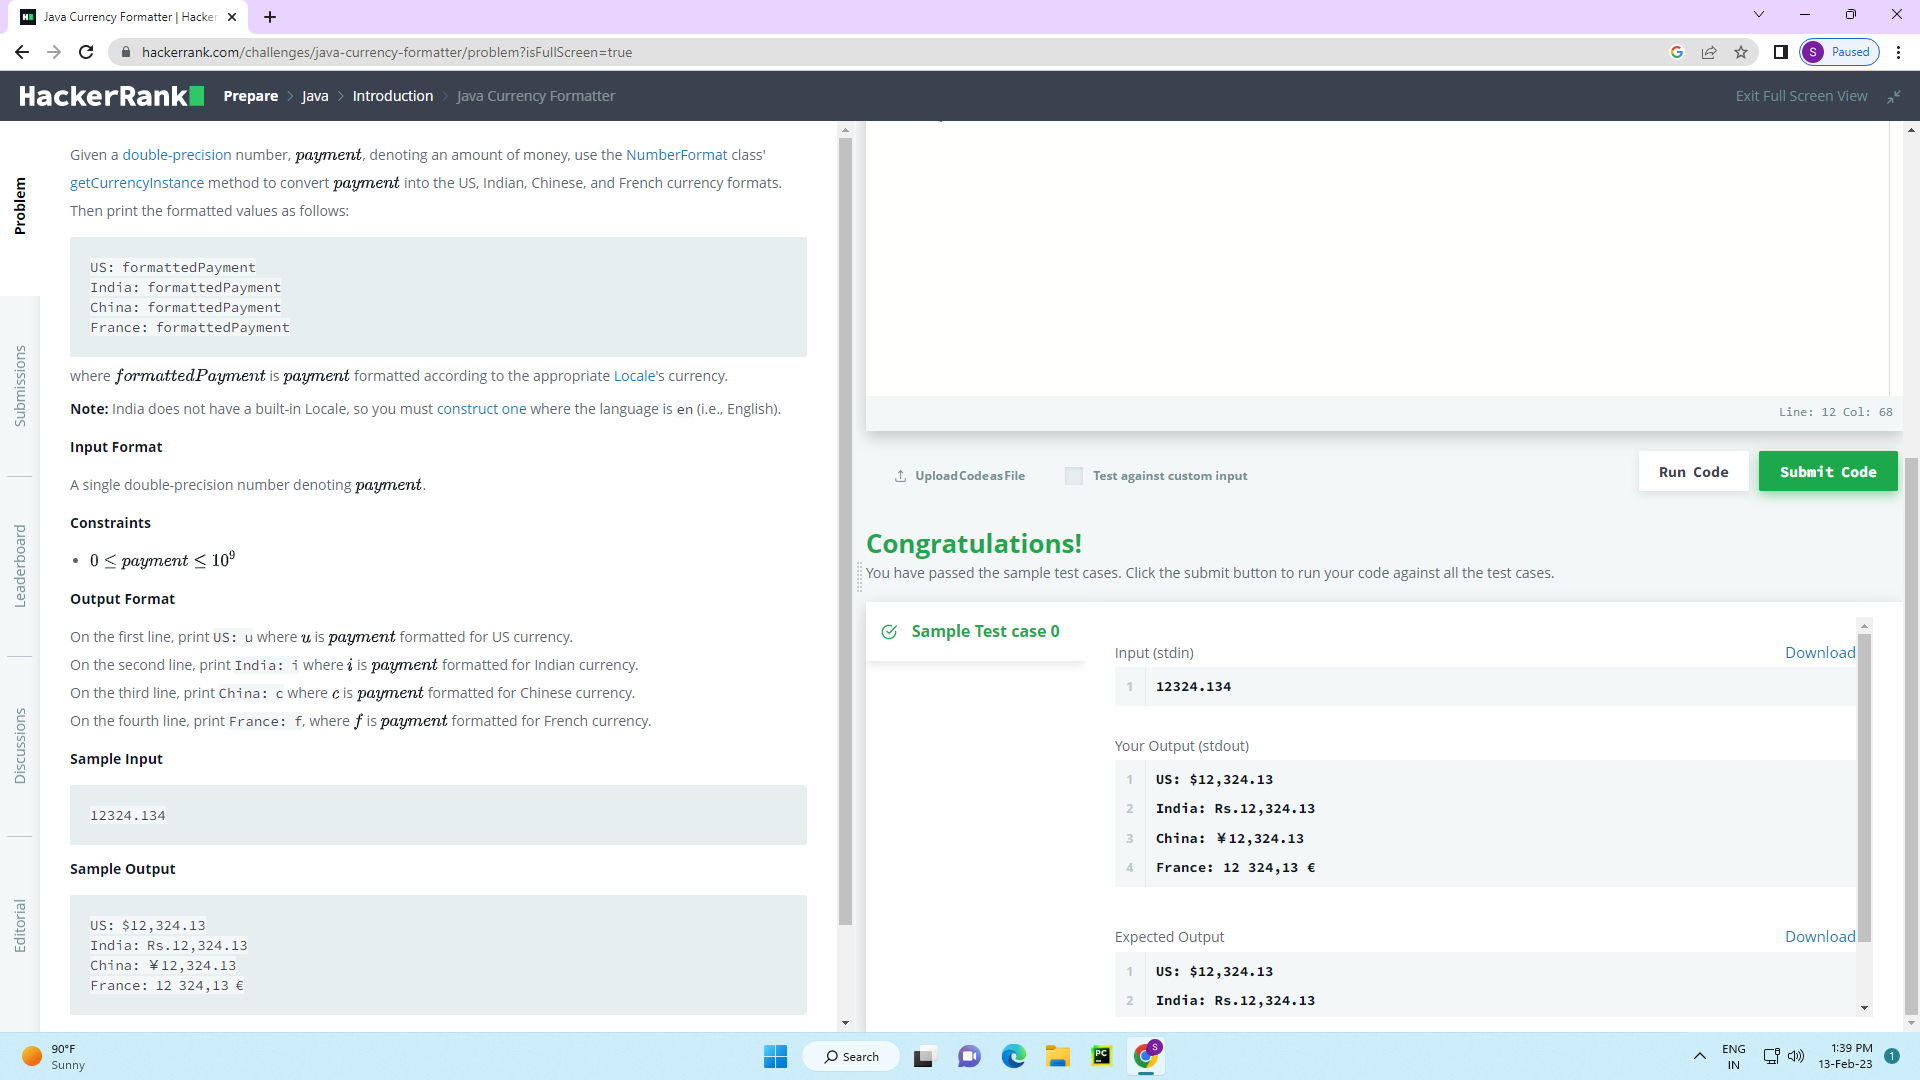 Java Currency Formatter | Hacker
hackerrank.com/challenges/java-currency-formatter/problem?isFullScreen=true
S Paused
HackerRank Prepare > Java > Introduction > Java Currency Formatter
Exit Full Screen View
Problem
Submissions
Leaderboard
Discussions
Editorial
Given a double-precision number, payment, denoting an amount of money, use the NumberFormat class'
getCurrencyInstance method to convert payment into the US, Indian, Chinese, and French currency formats.
Then print the formatted values as follows:
US: formattedPayment
India: formattedPayment
China: formattedPayment
France: formattedPayment
where formattedPayment is payment formatted according to the appropriate Locale's currency.
Note: India does not have a built-in Locale, so you must construct one where the language is en (i.e., English).
Input Format
A single double-precision number denoting payment.
Constraints
• 0 ≤ payment ≤ 10⁹
Output Format
On the first line, print US: u where u is payment formatted for US currency.
On the second line, print India: i where i is payment formatted for Indian currency.
On the third line, print China: c where c is payment formatted for Chinese currency.
On the fourth line, print France: f, where f is payment formatted for French currency.
Sample Input
12324.134
Sample Output
US: $12,324.13
India: Rs.12,324.13
China: ￥12,324.13
France: 12 324,13 €
Line: 12 Col: 68
Upload Code as File
Test against custom input
Run Code
Submit Code
Congratulations!
You have passed the sample test cases. Click the submit button to run your code against all the test cases.
Sample Test case 0
Input (stdin)
Download
1 12324.134
Your Output (stdout)
1 US: $12,324.13
2 India: Rs.12,324.13
3 China: ￥12,324.13
4 France: 12 324,13 €
Expected Output
Download
1 US: $12,324.13
2 India: Rs.12,324.13
90°F
Sunny
Search
PC
S
ENG
IN
1:39 PM
13-Feb-23
1